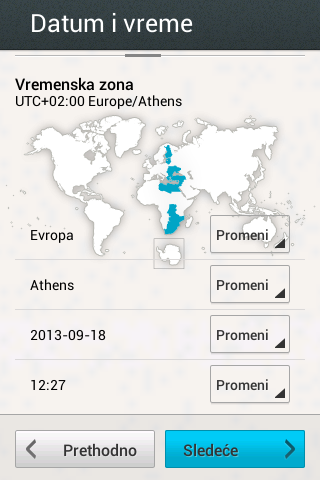 Datum i vreme
Vremenska zona
UTC+02:00 Europe/Athens
Evropa
Promeni
Athens
Promeni
2013-09-18
Promeni
12:27
Promeni
Prethodno
Sledeće